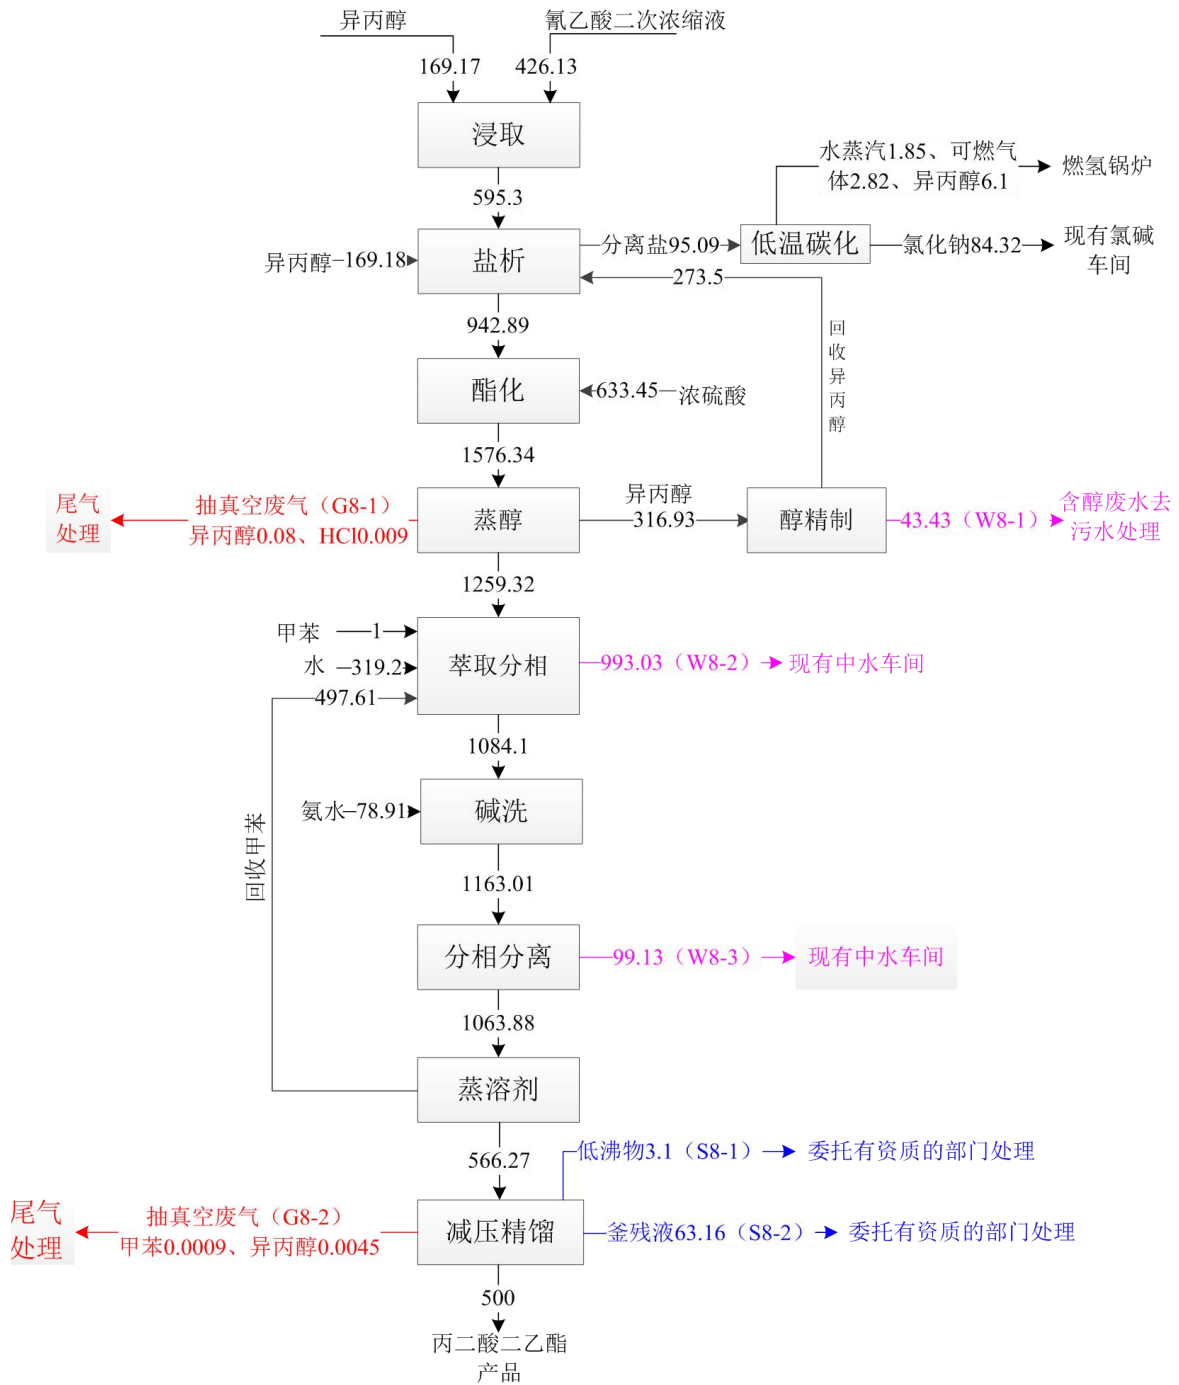 异丙醇
氰乙酸二次浓缩液
169.17
426.13
浸取
595.3
水蒸汽1.85、可燃气
体2.82、异丙醇6.1
燃氢锅炉
异丙醇
169.18
盐析
分离盐95.09
低温碳化
氯化钠84.32
现有氯碱
车间
273.5
942.89
回收异丙醇
酯化
633.45
浓硫酸
1576.34
尾气
处理
抽真空废气（G8-1）
异丙醇0.08、HCl0.009
蒸醇
异丙醇
316.93
醇精制
43.43（W8-1）
含醇废水去
污水处理
1259.32
甲苯
1
水
319.2
497.61
萃取分相
993.03（W8-2）
现有中水车间
1084.1
氨水
78.91
碱洗
回收甲苯
1163.01
分相分离
99.13（W8-3）
现有中水车间
1063.88
蒸溶剂
566.27
低沸物3.1（S8-1）
委托有资质的部门处理
尾气
处理
抽真空废气（G8-2）
甲苯0.0009、异丙醇0.0045
减压精馏
釜残液63.16（S8-2）
委托有资质的部门处理
500
丙二酸二乙酯
产品